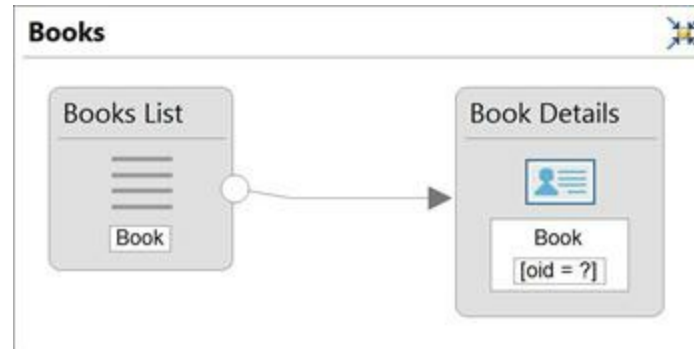 Books
Books List
Book
Book Details
Book
[oid = ?]